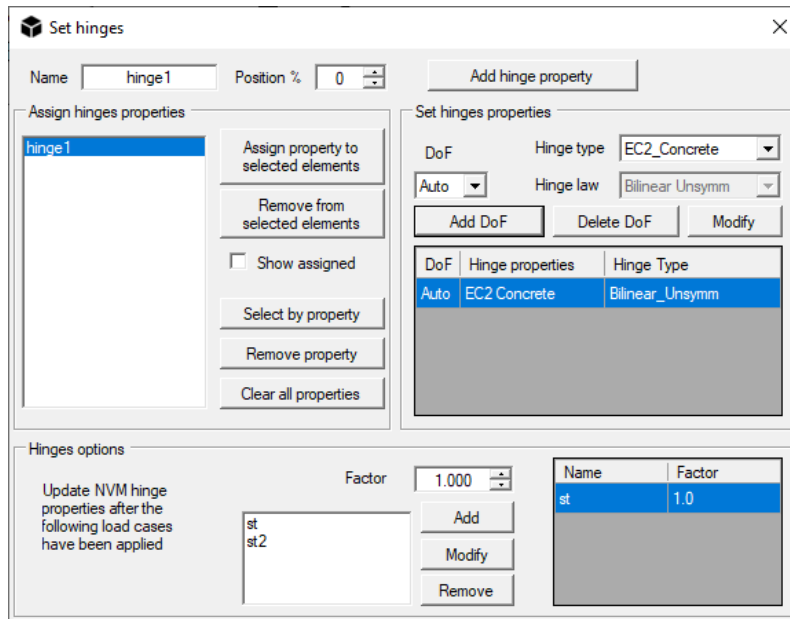 Set hinges
Name hinge1 Position % 0 Add hinge property
Assign hinges properties
hinge1
Assign property to
selected elements
Remove from
selected elements
Show assigned
Select by property
Remove property
Clear all properties
Set hinges properties
DoF Hinge type EC2_Concrete
Auto Hinge law Bilinear Unsymm
Add DoF Delete DoF Modify
DoF Hinge properties Hinge Type
Auto EC2 Concrete Bilinear_Unsymm
Hinges options
Update NVM hinge
properties after the
following load cases
have been applied
Factor 1.000
st
st2
Add
Modify
Remove
Name Factor
st 1.0